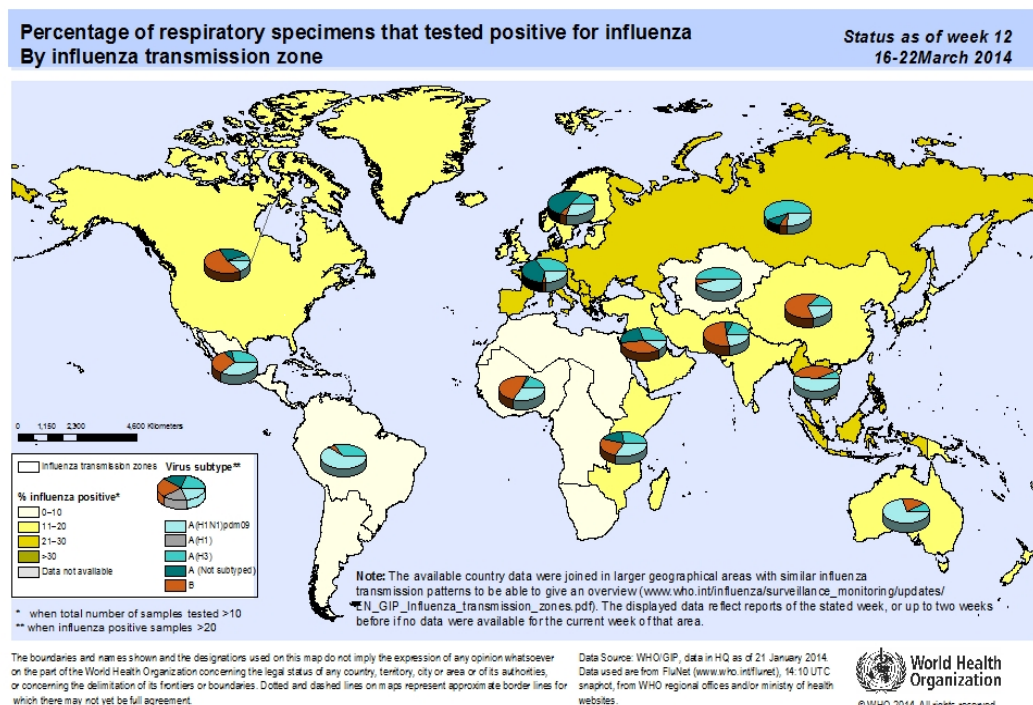 Percentage of respiratory specimens that tested positive for influenza
By influenza transmission zone
Status as of week 12
16-22March 2014
0 1,150 2,300 4,600 Kilometers
Influenza transmission zones
Virus subtype**
% influenza positive*
0-10
11-20
21-30
>30
Data not available
A(H1N1)pdm09
A(H1)
A(H3)
A (Not subtyped)
B
* when total number of samples tested >10
** when influenza positive samples >20
Note: The available country data were joined in larger geographical areas with similar influenza
transmission patterns to be able to give an overview (www.who.int/influenza/surveillance_monitoring/updates/
EN_GIP_Influenza_transmission_zones.pdf). The displayed data reflect reports of the stated week, or up to two weeks
before if no data were available for the current week of that area.
The boundaries and names shown and the designations used on this map do not imply the expression of any opinion whatsoever
on the part of the World Health Organization concerning the legal status of any country, territory, city or area or of its authorities,
or concerning the delimitation of its frontiers or boundaries. Dotted and dashed lines on maps represent approximate border lines for
which there may not yet be full agreement.
Data Source: WHO/GIP, data in HQ as of 21 January 2014.
Data used are from FluNet (www.who.int/flunet), 14:10 UTC
snapshot, from WHO regional offices and/or ministry of health
websites.
World Health
Organization
© WHO 2014. All rights reserved